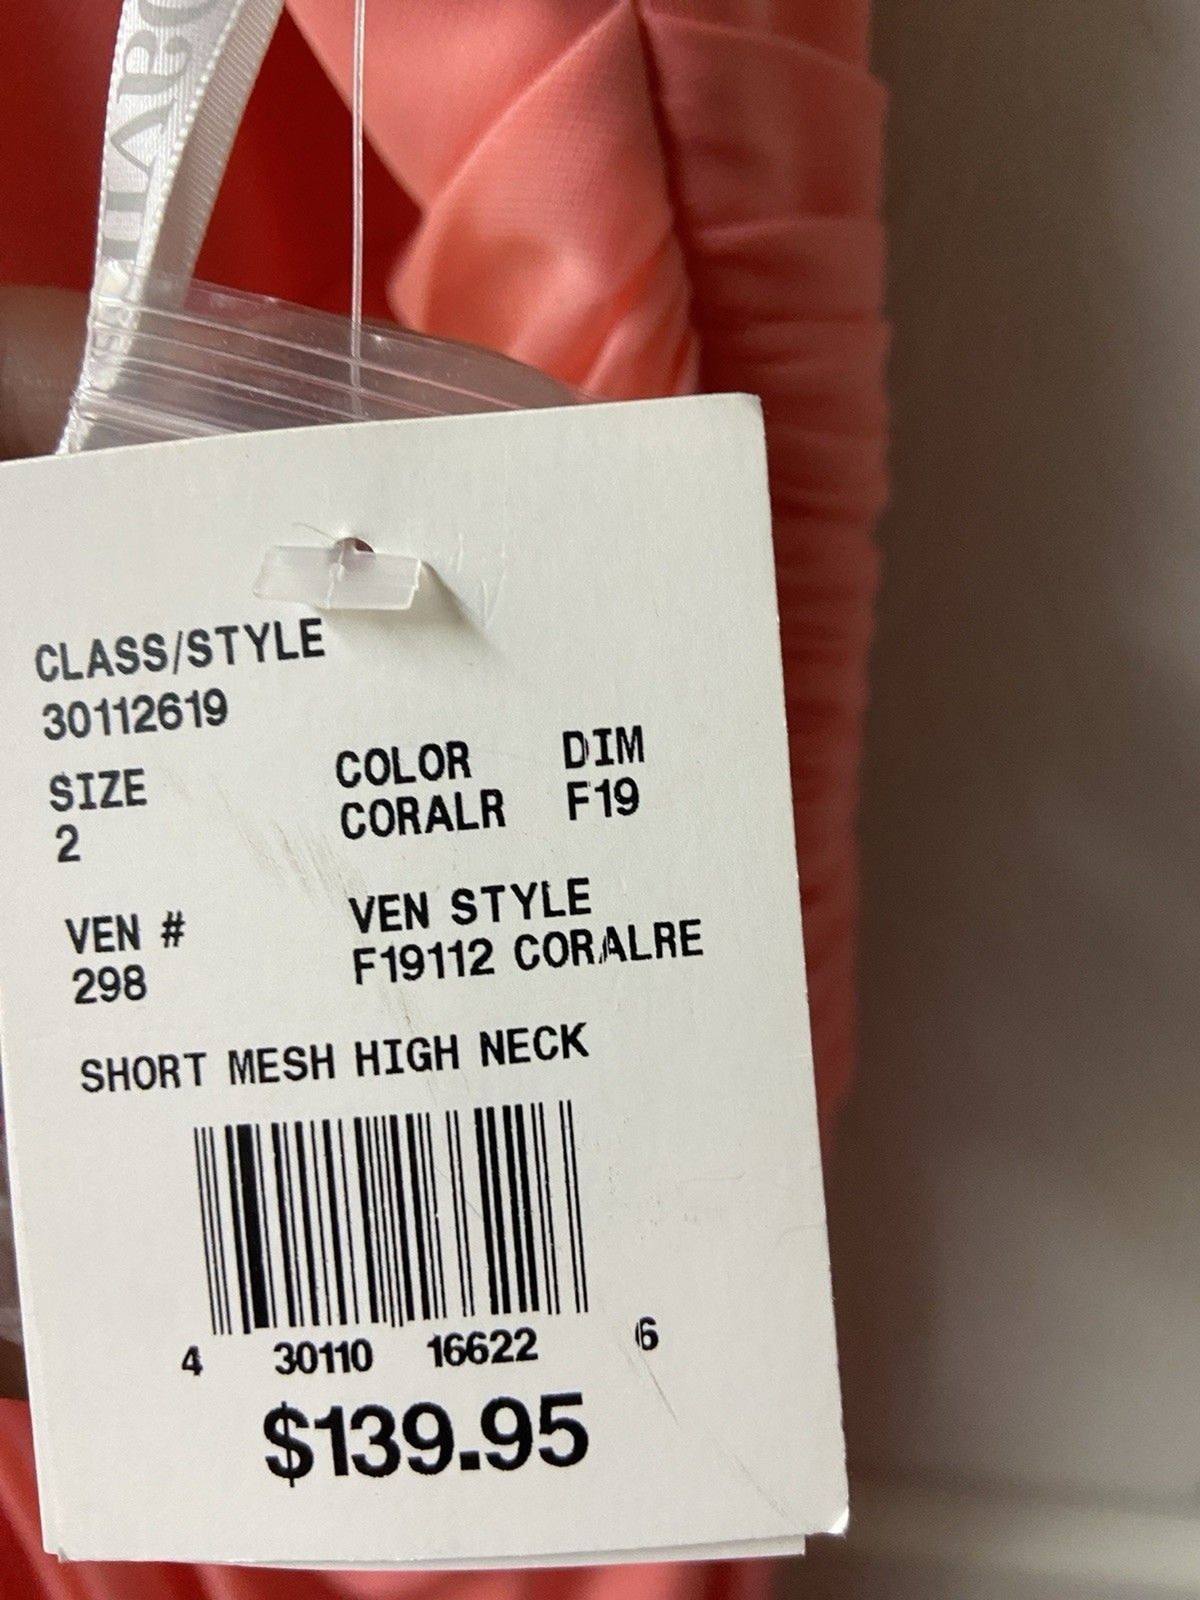 CLASS/STYLE
30112619
SIZE COLOR DIM
2 CORALR F19
VEN # VEN STYLE
298 F19112 CORALRE
SHORT MESH HIGH NECK
4 30110 16622 6
$139.95